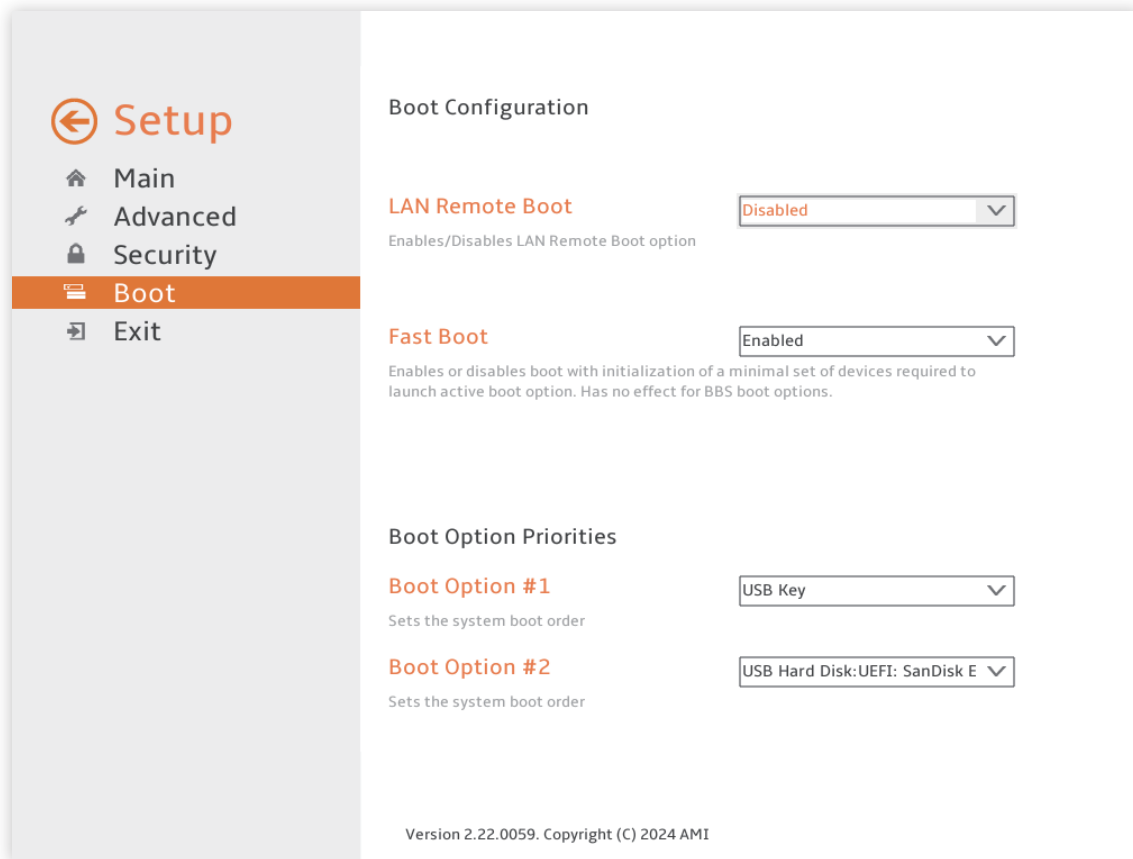 Setup
Main
Advanced
Security
Boot
Exit
Boot Configuration
LAN Remote Boot
Disabled
Enables/Disables LAN Remote Boot option
Fast Boot
Enabled
Enables or disables boot with initialization of a minimal set of devices required to
launch active boot option. Has no effect for BBS boot options.
Boot Option Priorities
Boot Option #1
USB Key
Sets the system boot order
Boot Option #2
USB Hard Disk:UEFI: SanDisk E
Sets the system boot order
Version 2.22.0059. Copyright (C) 2024 AMI